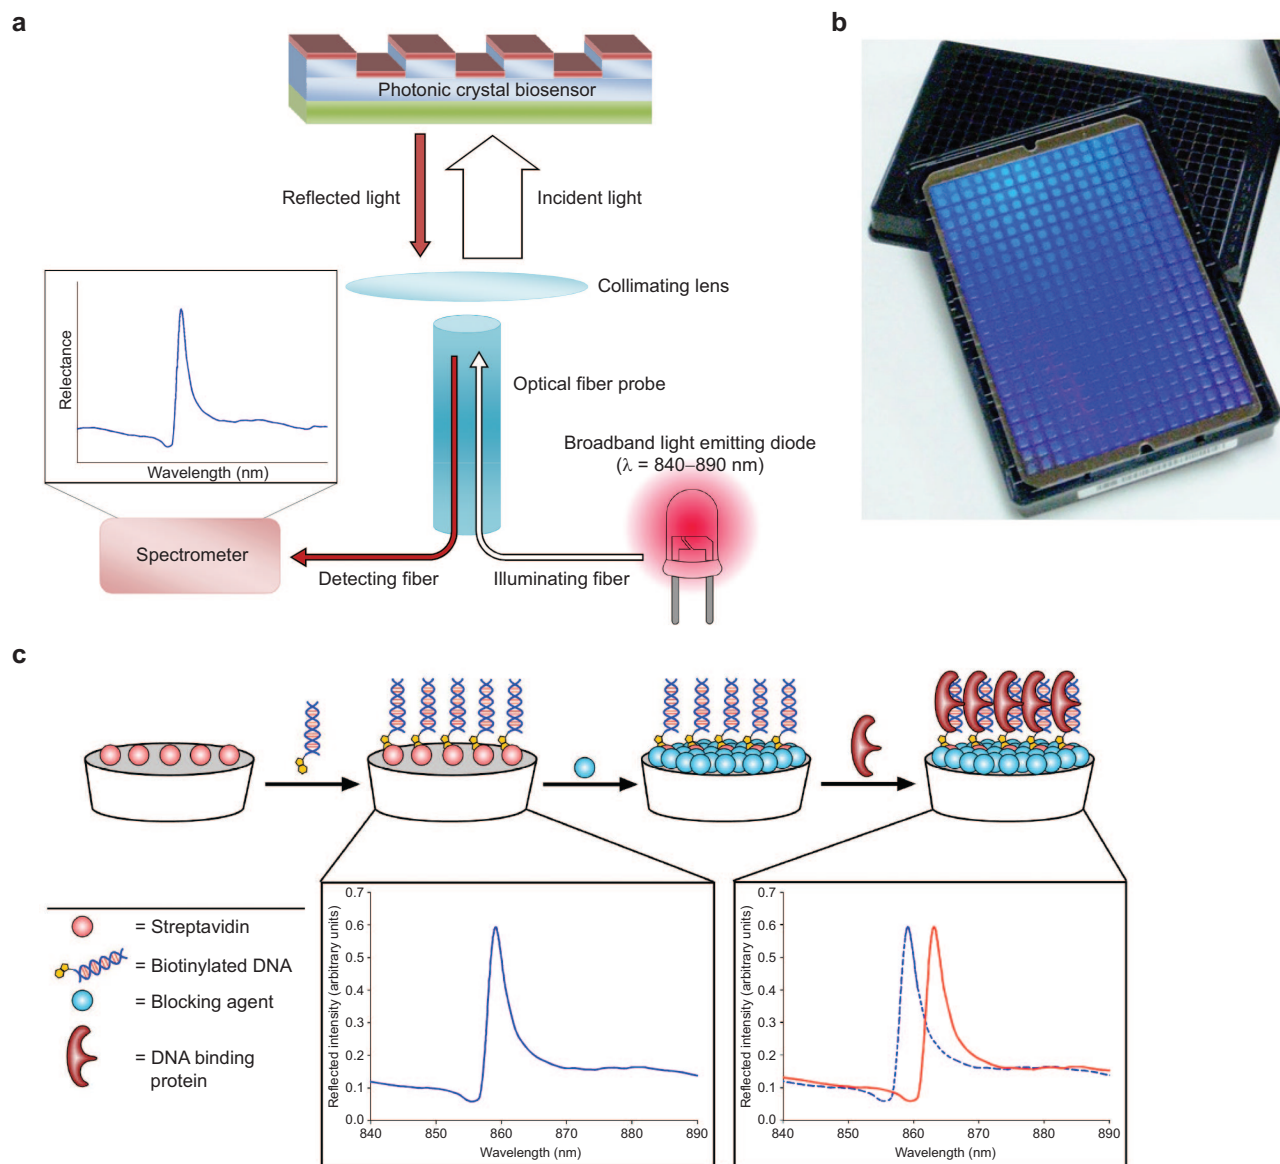 a
Photonic crystal biosensor
Reflected light
Incident light
Collimating lens
Relectance
Wavelength (nm)
Optical fiber probe
Broadband light emitting diode
(λ = 840–890 nm)
Spectrometer
Detecting fiber
Illuminating fiber
b
c
= Streptavidin
= Biotinylated DNA
= Blocking agent
= DNA binding
protein
Reflected intensity (arbitrary units)
0.7
0.6
0.5
0.4
0.3
0.2
0.1
0.0
840
850
860
870
880
890
Wavelength (nm)
Reflected intensity (arbitrary units)
0.7
0.6
0.5
0.4
0.3
0.2
0.1
0.0
840
850
860
870
880
890
Wavelength (nm)